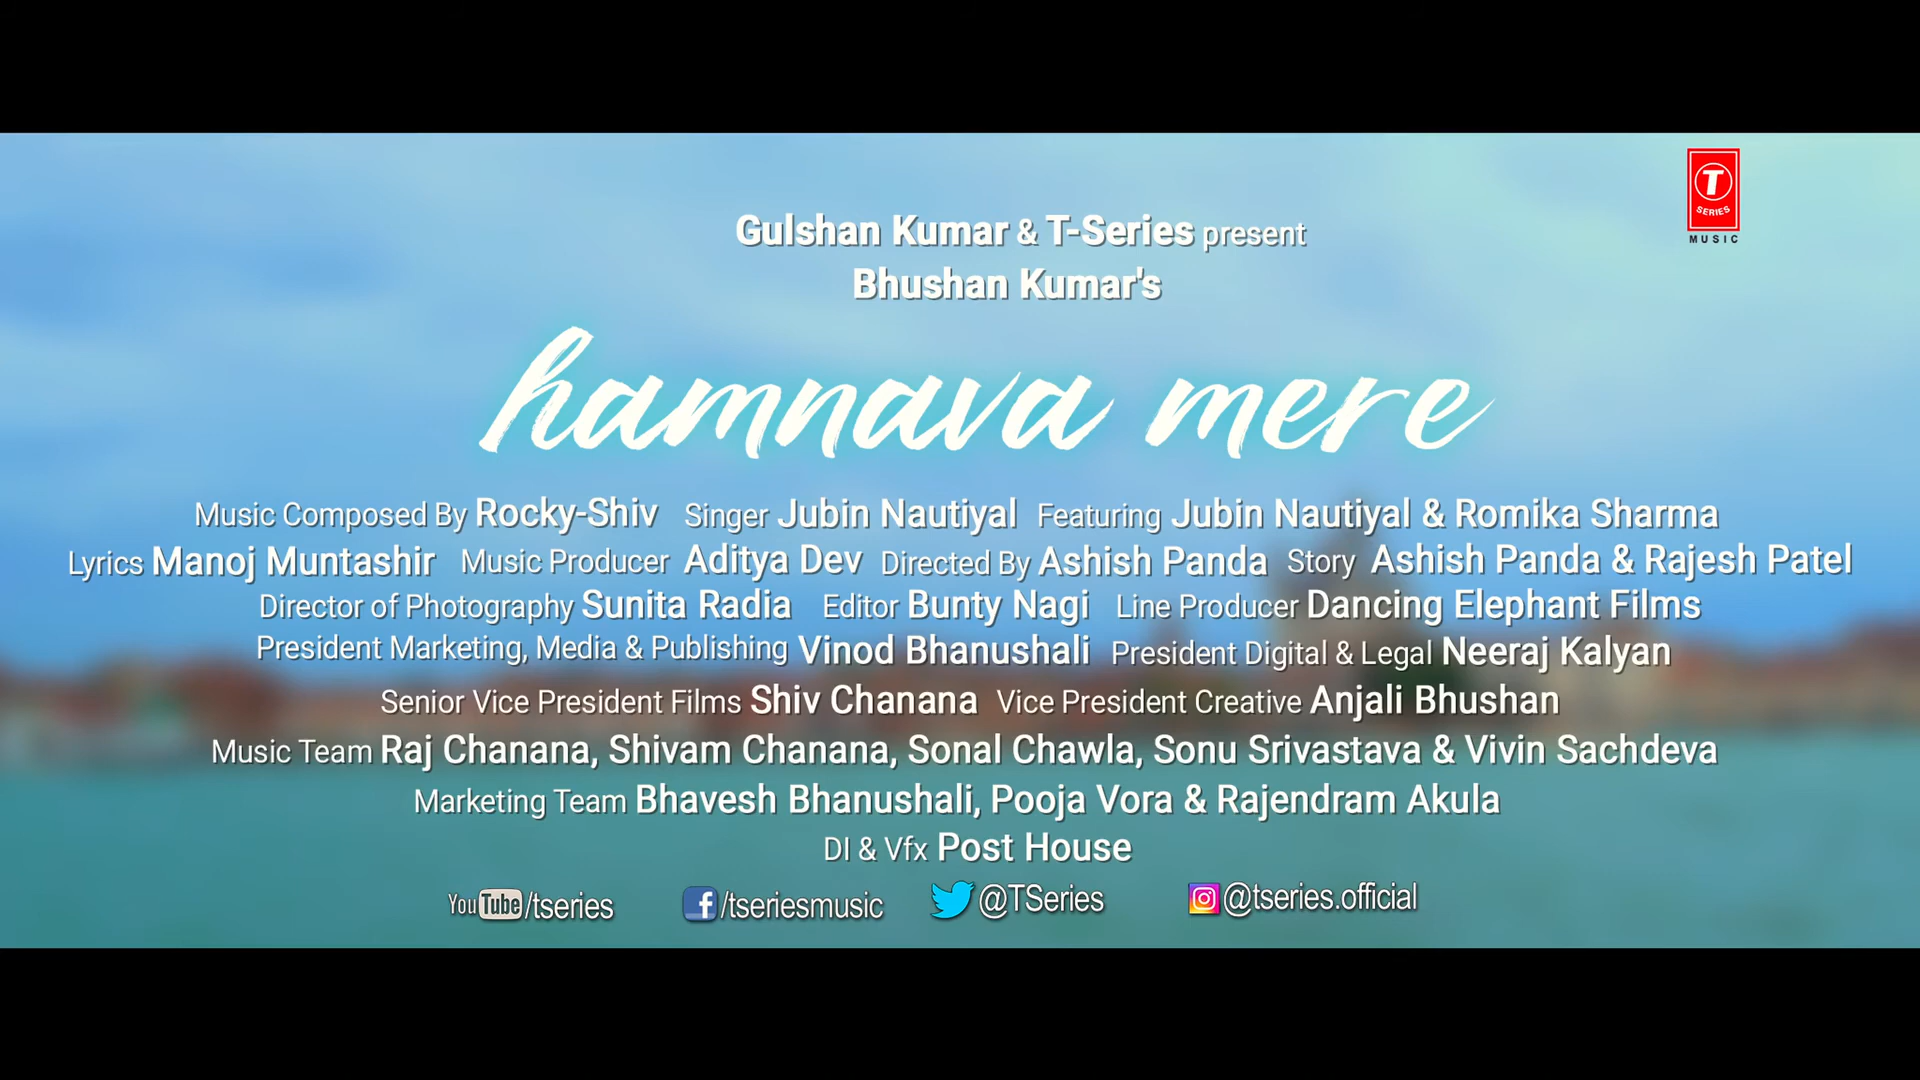 T
SERIES
MUSIC
Gulshan Kumar & T-Series present
Bhushan Kumar's
hamnava mere
Music Composed By Rocky-Shiv Singer Jubin Nautiyal Featuring Jubin Nautiyal & Romika Sharma
Lyrics Manoj Muntashir Music Producer Aditya Dev Directed By Ashish Panda Story Ashish Panda & Rajesh Patel
Director of Photography Sunita Radia Editor Bunty Nagi Line Producer Dancing Elephant Films
President Marketing, Media & Publishing Vinod Bhanushali President Digital & Legal Neeraj Kalyan
Senior Vice President Films Shiv Chanana Vice President Creative Anjali Bhushan
Music Team Raj Chanana, Shivam Chanana, Sonal Chawla, Sonu Srivastava & Vivin Sachdeva
Marketing Team Bhavesh Bhanushali, Pooja Vora & Rajendram Akula
DI & Vfx Post House
YouTube/tseries f/tseriesmusic @TSeries @tseries.official